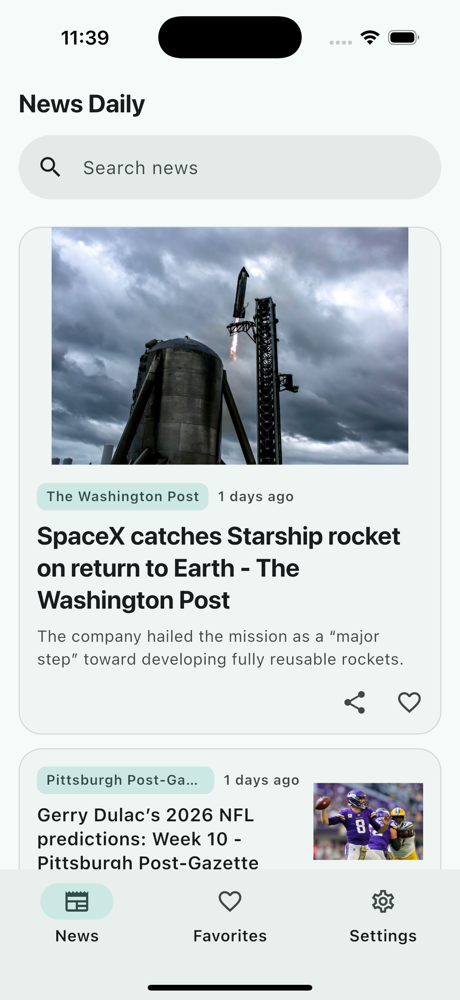 11:39
News Daily
Search news
The Washington Post 1 days ago
SpaceX catches Starship rocket
on return to Earth - The
Washington Post
The company hailed the mission as a “major
step” toward developing fully reusable rockets.
Pittsburgh Post-Ga... 1 days ago
Gerry Dulac’s 2026 NFL
predictions: Week 10 -
Pittsburgh Post-Gazette
8
News Favorites Settings